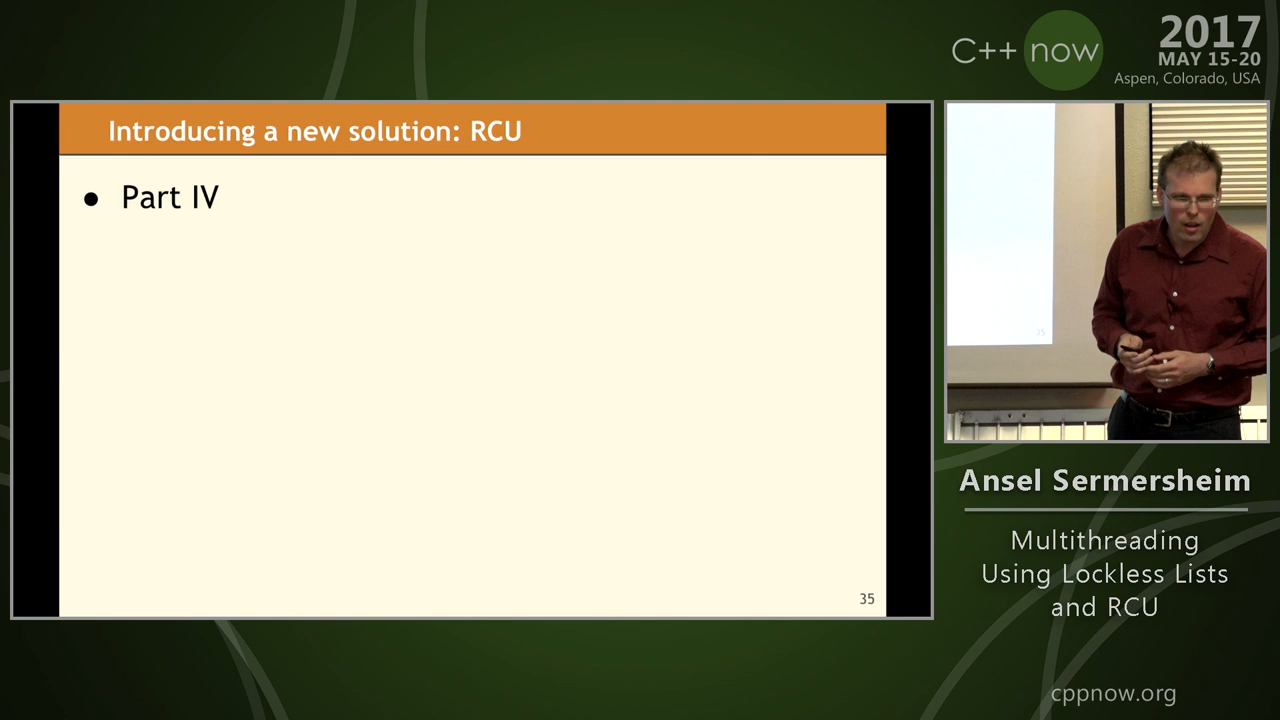 C++ now
2017
MAY 15-20
Aspen, Colorado, USA
Introducing a new solution: RCU
● Part IV
35
35
Ansel Sermersheim
Multithreading
Using Lockless Lists
and RCU
cppnow.org